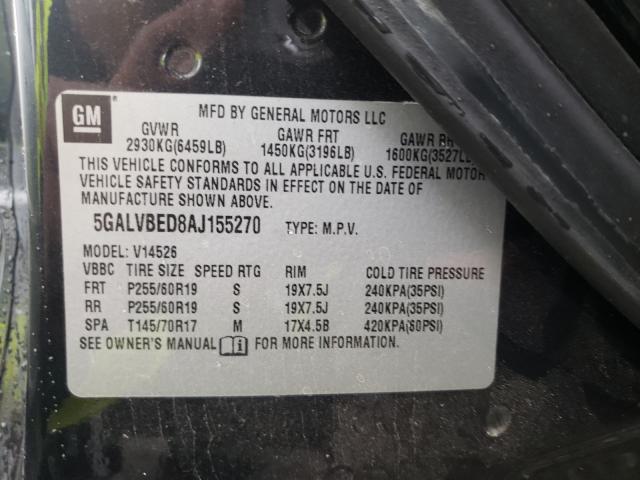 GM
MFD BY GENERAL MOTORS LLC
GVWR GAWR FRT GAWR RR
2930KG(6459LB) 1450KG(3196LB) 1600KG(3527LB
THIS VEHICLE CONFORMS TO ALL APPLICABLE U.S. FEDERAL MOTOR
VEHICLE SAFETY STANDARDS IN EFFECT ON THE DATE OF
MANUFACTURE SHOWN ABOVE.
5GALVBED8AJ155270 TYPE: M.P.V.
MODEL: V14526
VBBC TIRE SIZE SPEED RTG RIM COLD TIRE PRESSURE
FRT P255/60R19 S 19X7.5J 240KPA(35PSI)
RR P255/60R19 S 19X7.5J 240KPA(35PSI)
SPA T145/70R17 M 17X4.5B 420KPA(60PSI)
SEE OWNER'S MANUAL i FOR MORE INFORMATION.